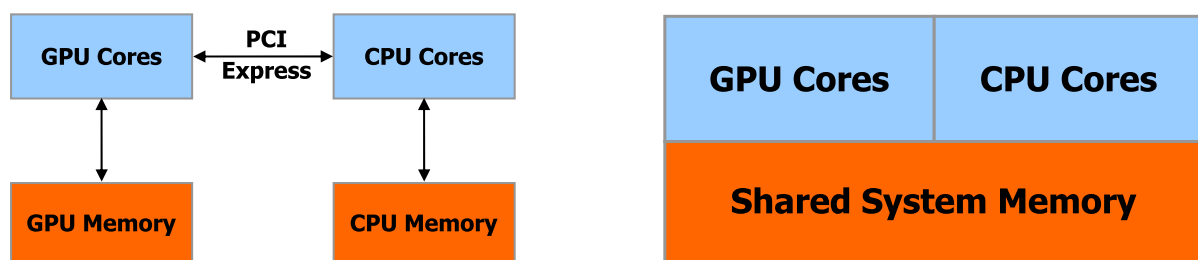 GPU Cores
PCI
Express
CPU Cores
GPU Memory
CPU Memory
GPU Cores
CPU Cores
Shared System Memory